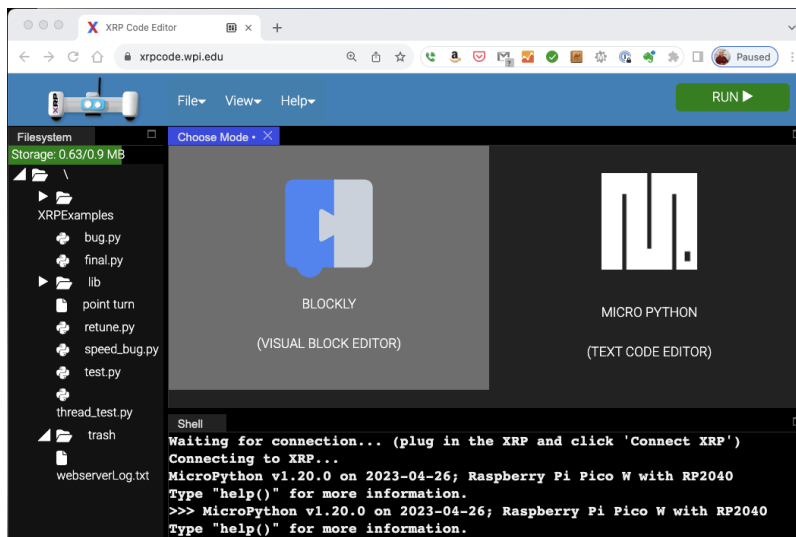 XRP Code Editor
xrpcode.wpi.edu
Paused
XRP
File View Help
RUN
Filesystem
Storage: 0.63/0.9 MB
\
XRPExamples
bug.py
final.py
lib
point turn
retune.py
speed_bug.py
test.py
thread_test.py
trash
webserverLog.txt
Choose Mode •
BLOCKLY
(VISUAL BLOCK EDITOR)
MICRO PYTHON
(TEXT CODE EDITOR)
Shell
Waiting for connection... (plug in the XRP and click 'Connect XRP')
Connecting to XRP...
MicroPython v1.20.0 on 2023-04-26; Raspberry Pi Pico W with RP2040
Type "help()" for more information.
>>> MicroPython v1.20.0 on 2023-04-26; Raspberry Pi Pico W with RP2040
Type "help()" for more information.